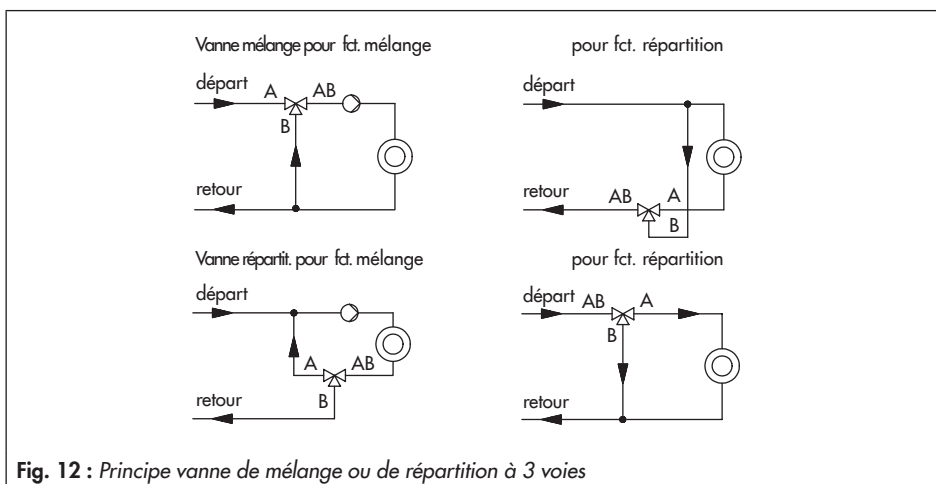 Vanne mélange pour fct. mélange
départ
A
AB
B
retour
pour fct. répartition
départ
retour
AB
A
B
Vanne répartit. pour fct. mélange
départ
A
AB
B
retour
pour fct. répartition
départ
AB
A
B
retour
Fig. 12 : Principe vanne de mélange ou de répartition à 3 voies